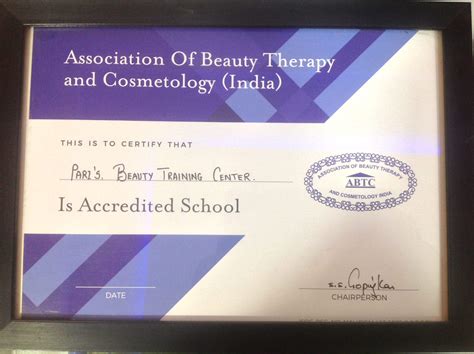 Association Of Beauty Therapy
and Cosmetology (India)
THIS IS TO CERTIFY THAT
PARI'S. BEAUTY TRAINING CENTER.
Is Accredited School
ASSOCIATION OF BEAUTY THERAPY
ABTC
AND COSMETOLOGY INDIA
DATE
CHAIRPERSON